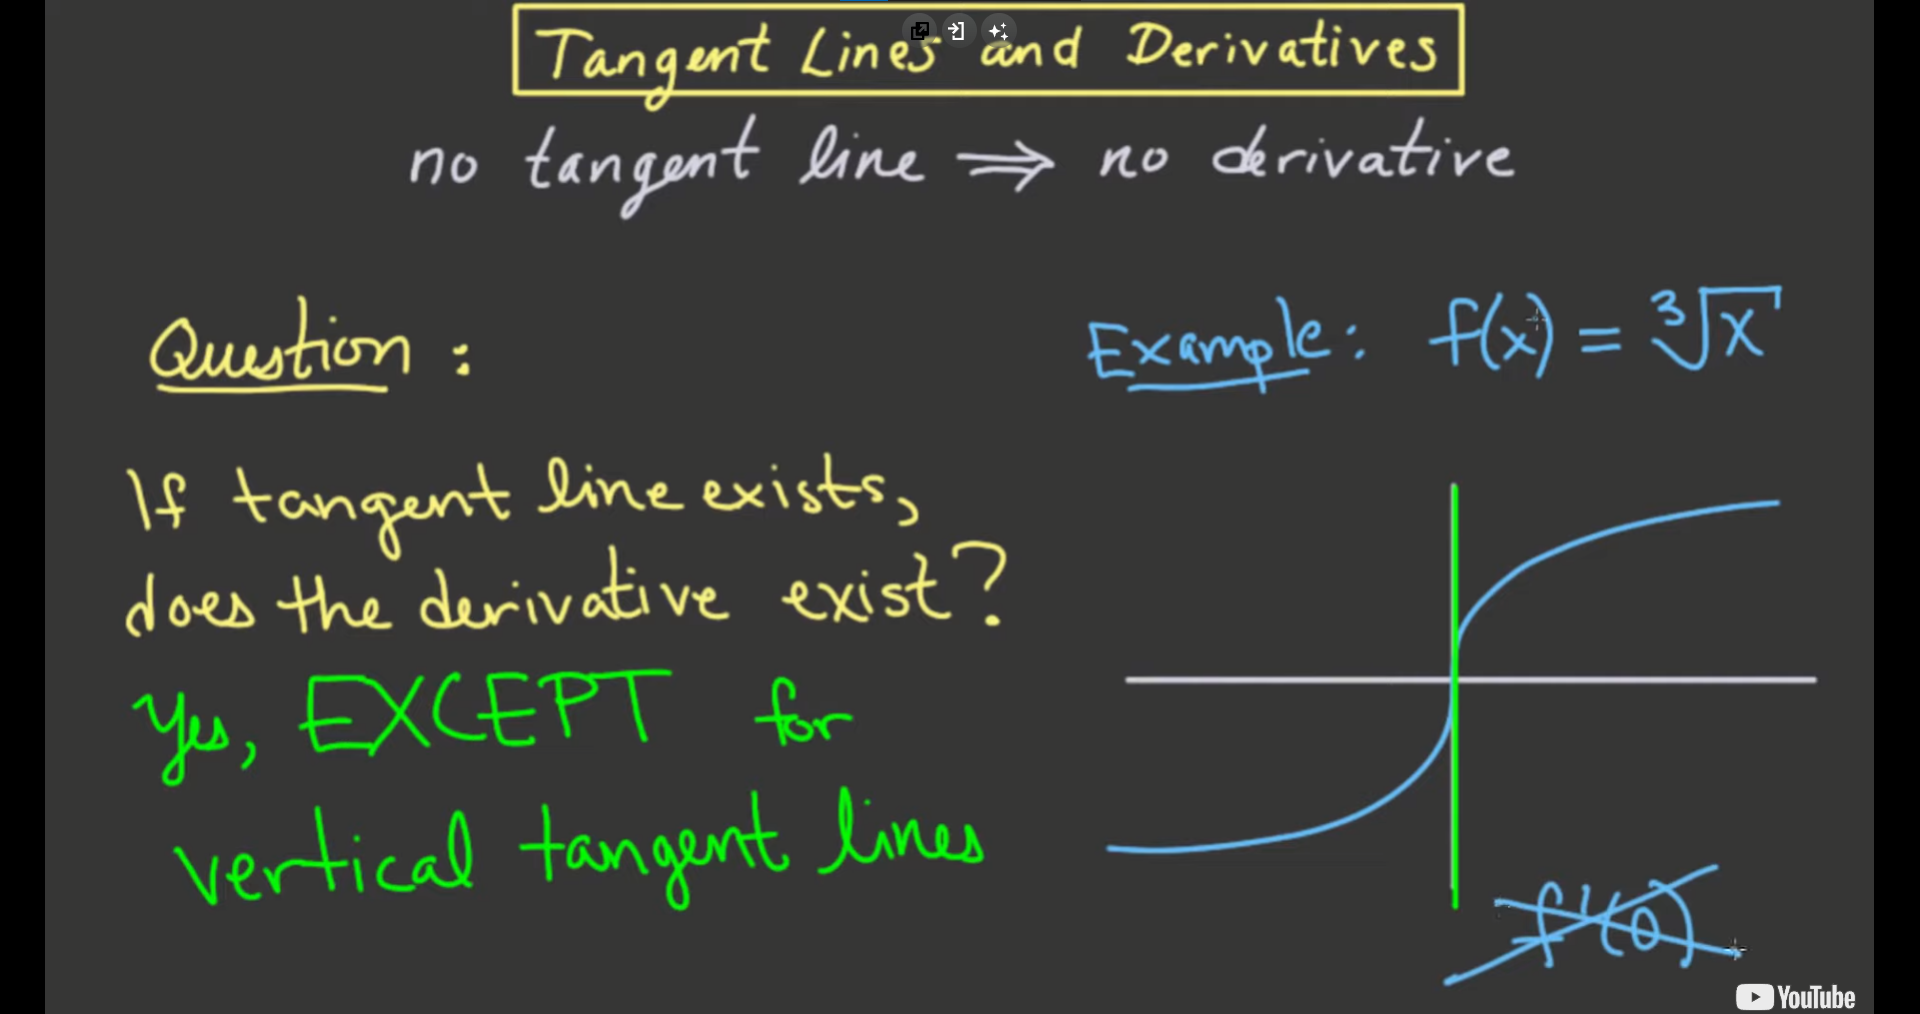 Tangent Lines and Derivatives
no tangent line ⟹ no derivative
Question:
If tangent line exists,
does the derivative exist?
Yes, EXCEPT for
vertical tangent lines
Example: f(x) = ∛x
f'(0)
YouTube